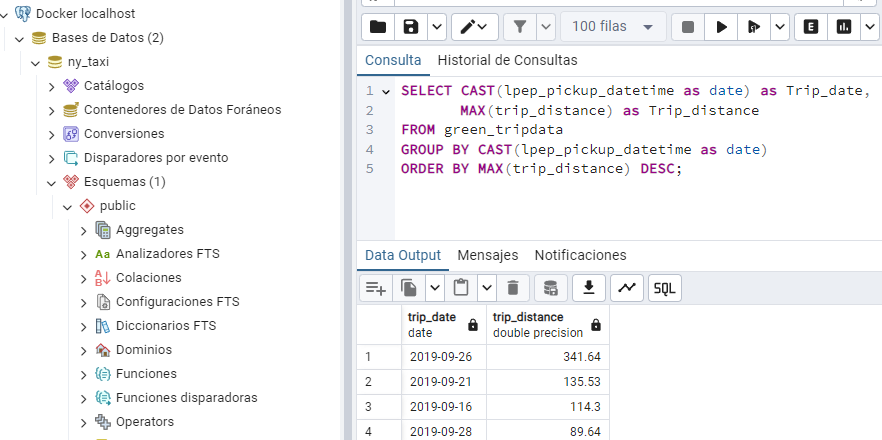 Docker localhost
Bases de Datos (2)
ny_taxi
Catálogos
Contenedores de Datos Foráneos
Conversiones
Disparadores por evento
Esquemas (1)
public
Aggregates
Aa Analizadores FTS
Colaciones
Configuraciones FTS
Diccionarios FTS
Dominios
Funciones
Funciones disparadoras
Operators
100 filas
E
Consulta Historial de Consultas
1 SELECT CAST(lpep_pickup_datetime as date) as Trip_date,
2 MAX(trip_distance) as Trip_distance
3 FROM green_tripdata
4 GROUP BY CAST(lpep_pickup_datetime as date)
5 ORDER BY MAX(trip_distance) DESC;
Data Output Mensajes Notificaciones
SQL
trip_date trip_distance
date double precision
1 2019-09-26 341.64
2 2019-09-21 135.53
3 2019-09-16 114.3
4 2019-09-28 89.64